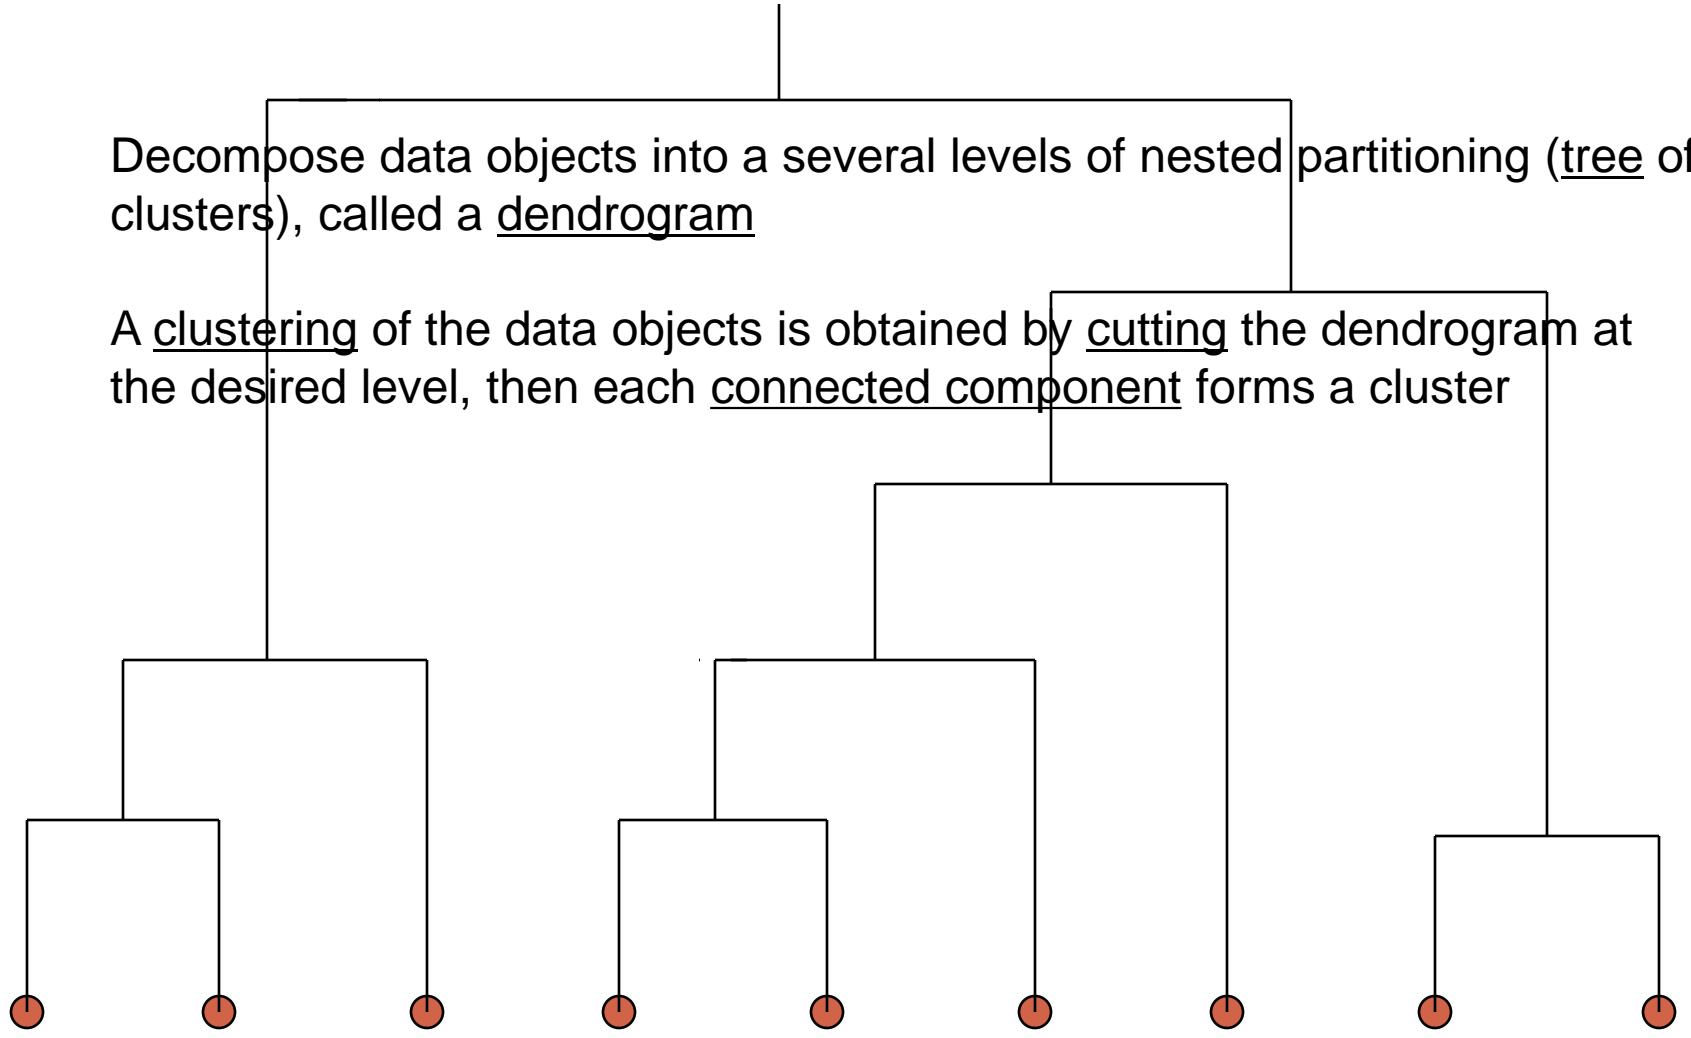 Decompose data objects into a several levels of nested partitioning (tree of
clusters), called a dendrogram
A clustering of the data objects is obtained by cutting the dendrogram at
the desired level, then each connected component forms a cluster